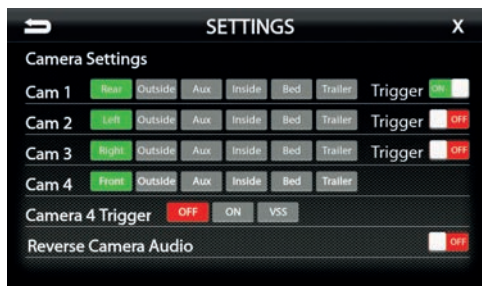 SETTINGS X
Camera Settings
Cam 1 Rear Outside Aux Inside Bed Trailer Trigger ON
Cam 2 Left Outside Aux Inside Bed Trailer Trigger OFF
Cam 3 Right Outside Aux Inside Bed Trailer Trigger OFF
Cam 4 Front Outside Aux Inside Bed Trailer
Camera 4 Trigger OFF ON VSS
Reverse Camera Audio OFF